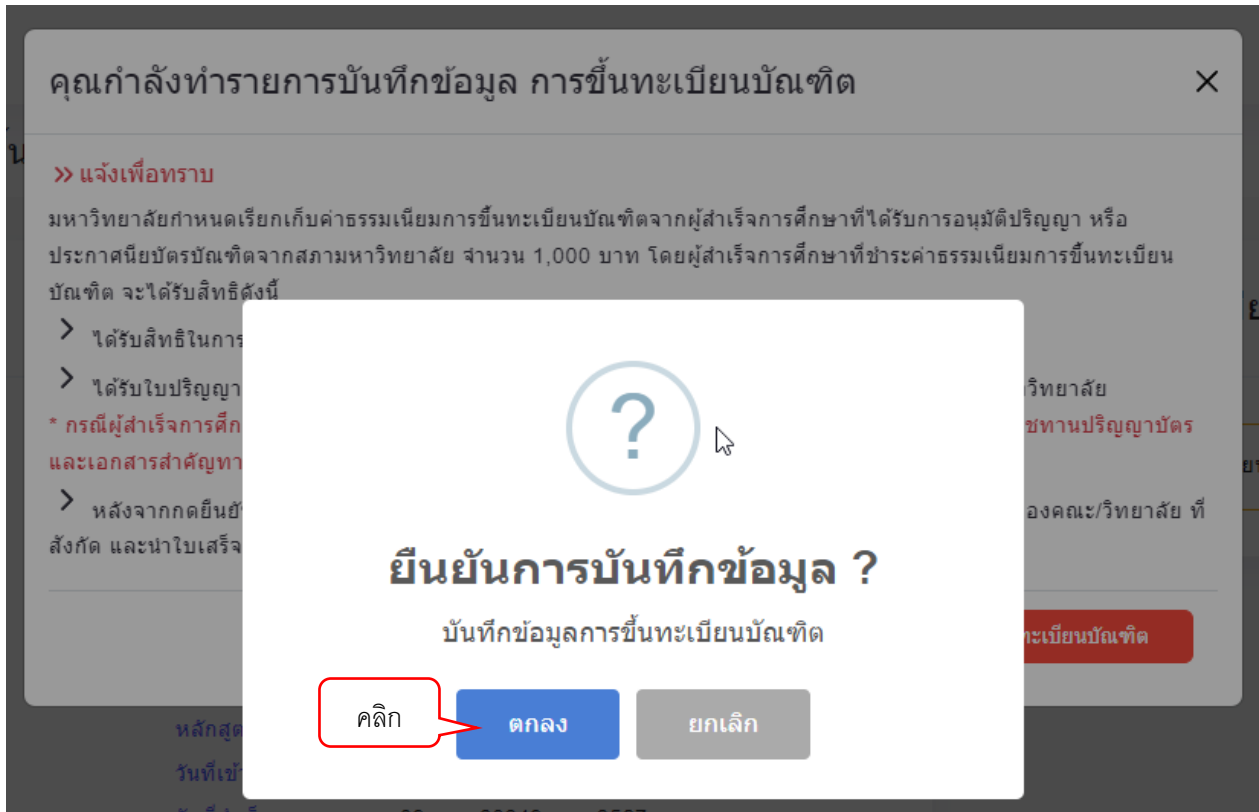 คุณกำลังทำรายการบันทึกข้อมูล การขึ้นทะเบียนบัณฑิต
>> แจ้งเพื่อทราบ
มหาวิทยาลัยกำหนดเรียกเก็บค่าธรรมเนียมการขึ้นทะเบียนบัณฑิตจากผู้สำเร็จการศึกษาที่ได้รับการอนุมัติปริญญา หรือ
ประกาศนียบัตรบัณฑิตจากสภามหาวิทยาลัย จำนวน 1,000 บาท โดยผู้สำเร็จการศึกษาที่ชำระค่าธรรมเนียมการขึ้นทะเบียน
บัณฑิต จะได้รับสิทธิดังนี้
ได้รับสิทธิในการ
ได้รับใบปริญญา วิทยาลัย
* กรณีผู้สำเร็จการศึก ชทานปริญญาบัตร
และเอกสารสำคัญทา
หลังจากกดยืนยั องคณะ/วิทยาลัย ที่
สังกัด และนำใบเสร็จ
ยืนยันการบันทึกข้อมูล ?
บันทึกข้อมูลการขึ้นทะเบียนบัณฑิต
ทะเบียนบัณฑิต
คลิก ตกลง ยกเลิก
หลักสูต
วันที่เข้า